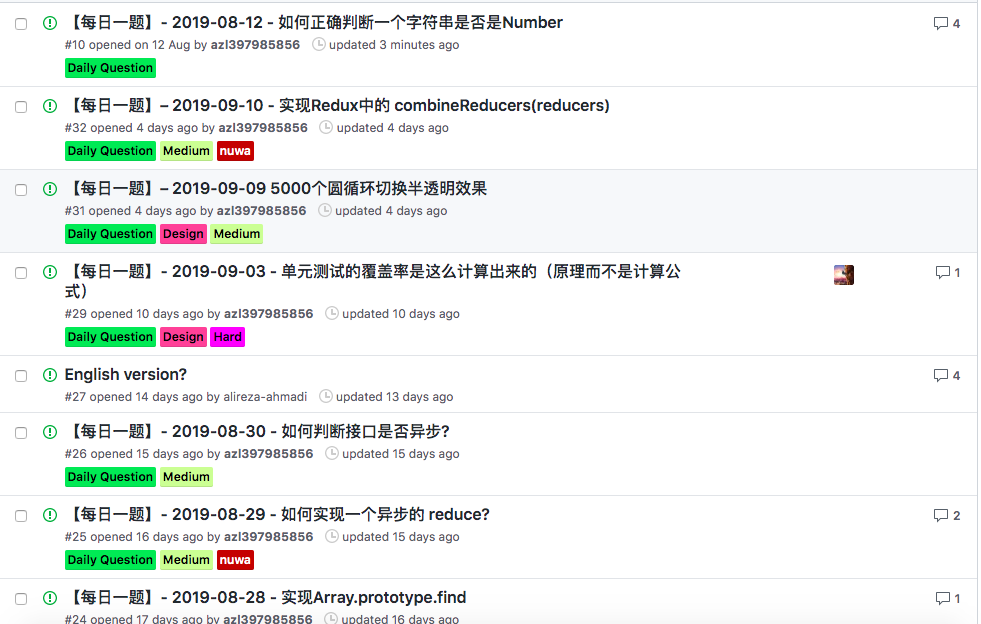 【每日一题】- 2019-08-12 - 如何正确判断一个字符串是否是Number
4
#10 opened on 12 Aug by azl397985856 updated 3 minutes ago
Daily Question
【每日一题】– 2019-09-10 - 实现Redux中的 combineReducers(reducers)
#32 opened 4 days ago by azl397985856 updated 4 days ago
Daily Question Medium nuwa
【每日一题】– 2019-09-09 5000个圆循环切换半透明效果
#31 opened 4 days ago by azl397985856 updated 4 days ago
Daily Question Design Medium
【每日一题】- 2019-09-03 - 单元测试的覆盖率是这么计算出来的（原理而不是计算公
式）
1
#29 opened 10 days ago by azl397985856 updated 10 days ago
Daily Question Design Hard
English version?
4
#27 opened 14 days ago by alireza-ahmadi updated 13 days ago
【每日一题】- 2019-08-30 - 如何判断接口是否异步?
#26 opened 15 days ago by azl397985856 updated 15 days ago
Daily Question Medium
【每日一题】- 2019-08-29 - 如何实现一个异步的 reduce?
2
#25 opened 16 days ago by azl397985856 updated 15 days ago
Daily Question Medium nuwa
【每日一题】- 2019-08-28 - 实现Array.prototype.find
1
#24 opened 17 days ago by azl397985856 updated 16 days ago